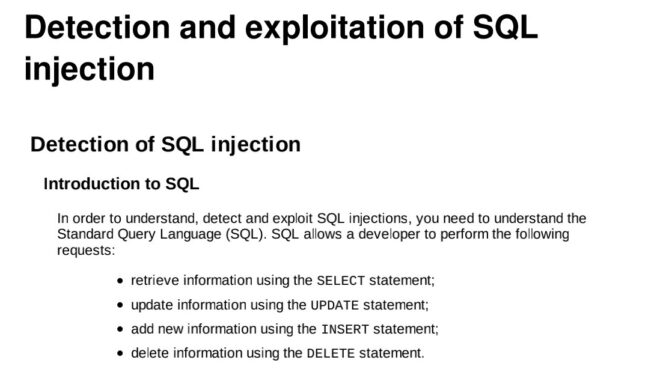 Detection and exploitation of SQL
injection
Detection of SQL injection
Introduction to SQL
In order to understand, detect and exploit SQL injections, you need to understand the
Standard Query Language (SQL). SQL allows a developer to perform the following
requests:
• retrieve information using the SELECT statement;
• update information using the UPDATE statement;
• add new information using the INSERT statement;
• delete information using the DELETE statement.